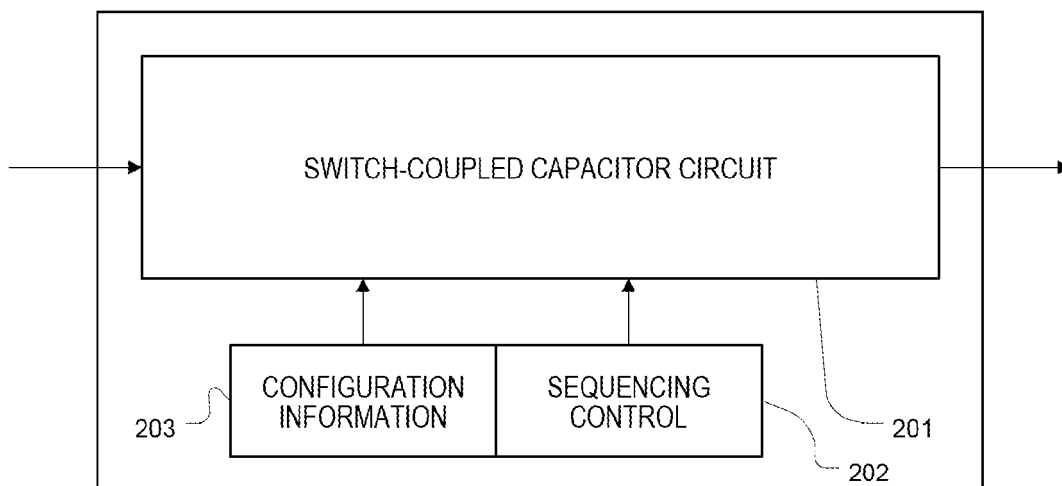 SWITCH-COUPLED CAPACITOR CIRCUIT
CONFIGURATION
INFORMATION
SEQUENCING
CONTROL
203
201
202